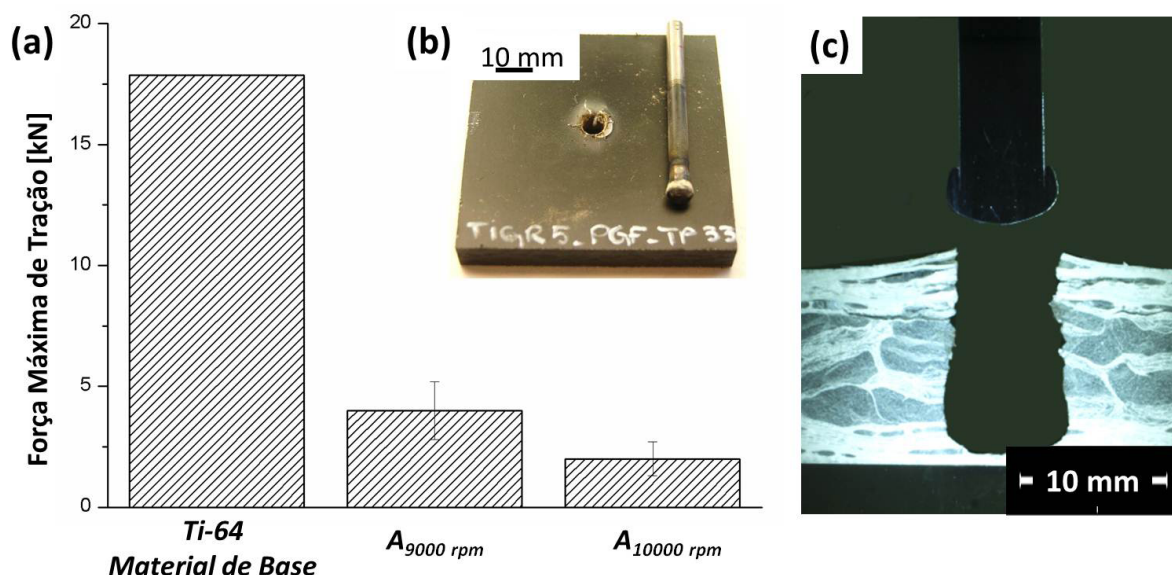 (a)
Força Máxima de Tração [kN]
20
15
10
5
0
Ti-64
Material de Base
A9000 rpm
A10000 rpm
(b)
10 mm
TiGR5_PGF_TP33
(c)
10 mm